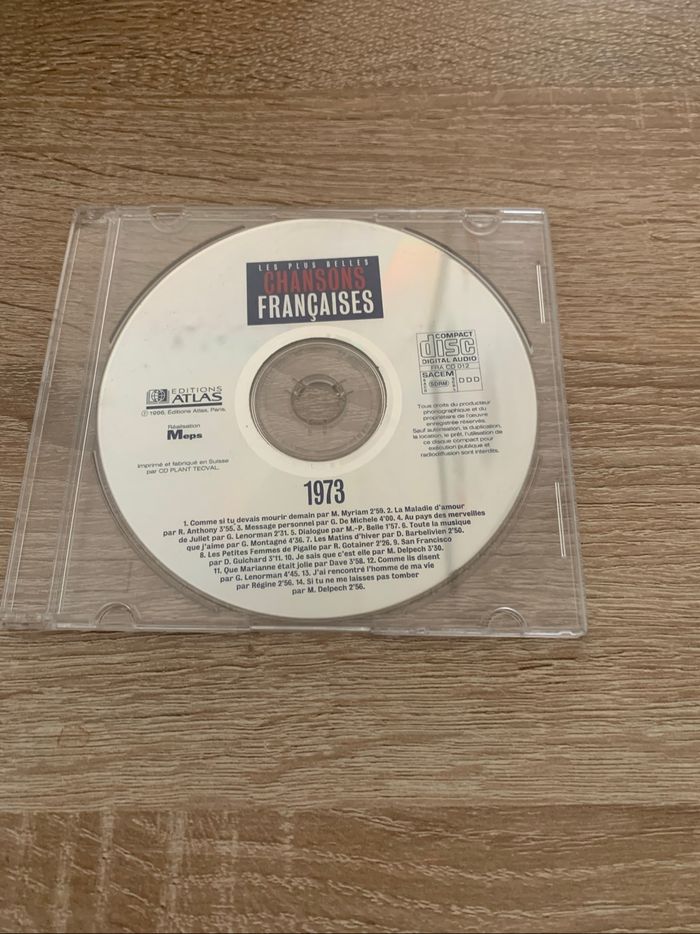 LES PLUS BELLES
CHANSONS
FRANÇAISES
COMPACT
disc
DIGITAL AUDIO
FRA CD 012
SACEM
SDRM
DDD
EDITIONS
ATLAS
Ⓟ 1996, Editions Atlas, Paris.
Réalisation
Meps
Imprimé et fabriqué en Suisse
par CD PLANT TECVAL.
Tous droits du producteur
phonographique et du
propriétaire de l'œuvre
enregistrée réservés.
Sauf autorisation, la duplication,
la location, le prêt, l'utilisation de
ce disque compact pour
exécution publique et
radiodiffusion sont interdits.
1973
1. Comme si tu devais mourir demain par M. Myriam 2'59. 2. La Maladie d'amour
par R. Anthony 3'55. 3. Message personnel par G. De Michele 4'00. 4. Au pays des merveilles
de Juliet par G. Lenorman 2'31. 5. Dialogue par M.-P. Belle 1'57. 6. Toute la musique
que j'aime par G. Montagné 4'36. 7. Les Matins d'hiver par D. Barbelivien 2'50.
8. Les Petites Femmes de Pigalle par R. Gotainer 2'26. 9. San Francisco
par D. Guichard 3'11. 10. Je sais que c'est elle par M. Delpech 3'30.
11. Que Marianne était jolie par Dave 3'58. 12. Comme ils disent
par G. Lenorman 4'45. 13. J'ai rencontré l'homme de ma vie
par Régine 2'56. 14. Si tu ne me laisses pas tomber
par M. Delpech 2'56.